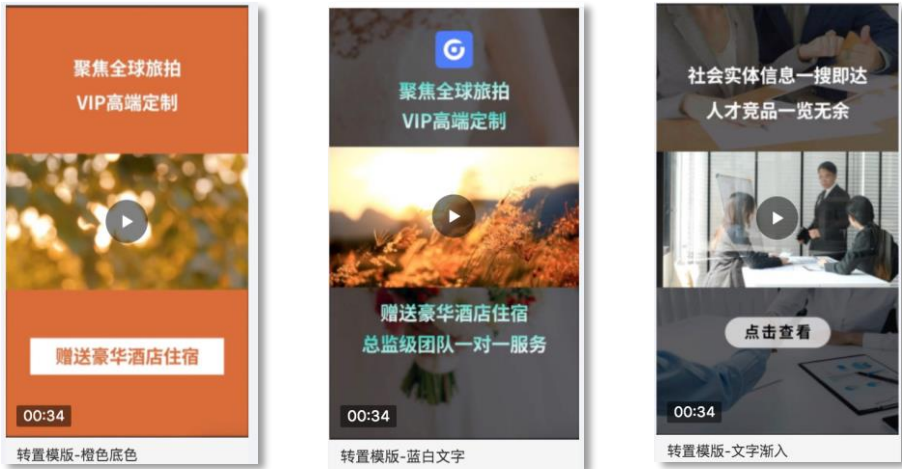 聚焦全球旅拍
VIP高端定制
赠送豪华酒店住宿
00:34
转置模版-橙色底色
聚焦全球旅拍
VIP高端定制
赠送豪华酒店住宿
总监级团队一对一服务
00:34
转置模版-蓝白文字
社会实体信息一搜即达
人才竞品一览无余
点击查看
00:34
转置模版-文字渐入